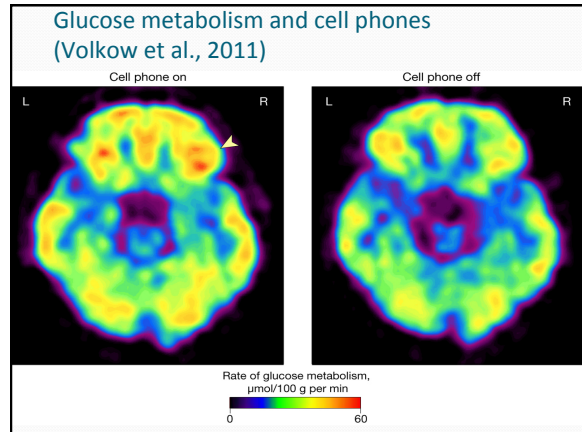 Glucose metabolism and cell phones
(Volkow et al., 2011)
Cell phone on
Cell phone off
L
R
L
R
Rate of glucose metabolism,
µmol/100 g per min
0
60